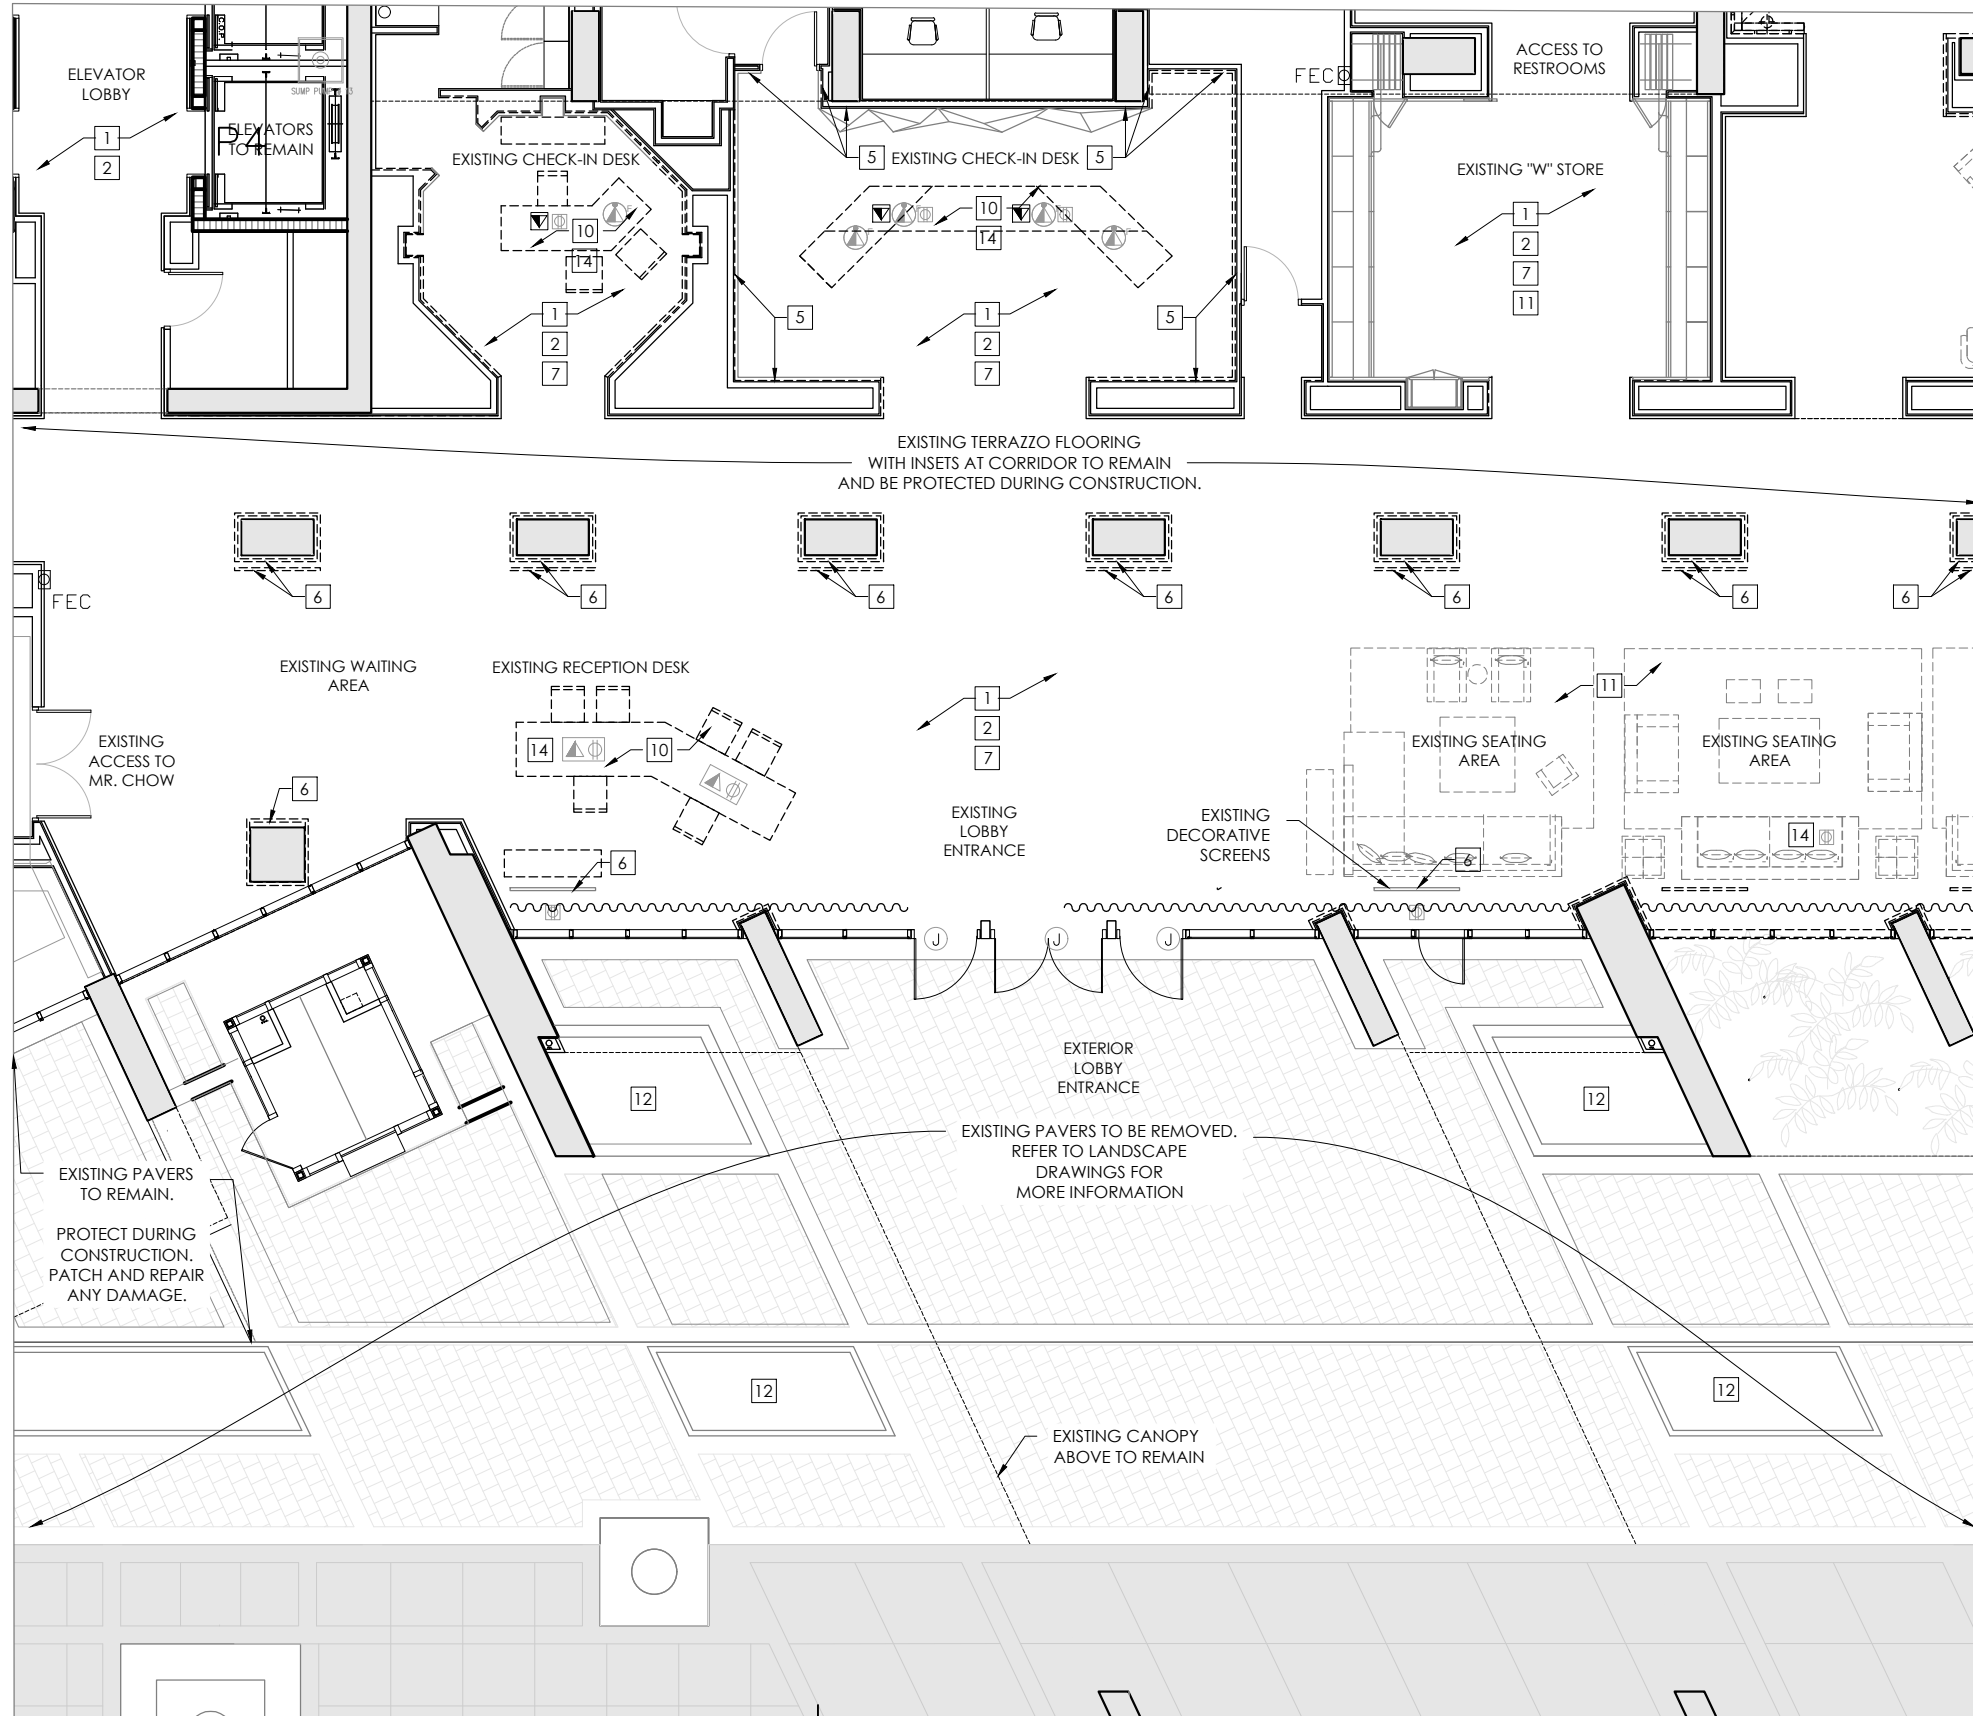 ELEVATOR
LOBBY
1
2
ELEVATORS
TO REMAIN
EXISTING CHECK-IN DESK
10
14
1
2
7
5
EXISTING CHECK-IN DESK
5
10
14
5
1
2
7
5
FEC
ACCESS TO
RESTROOMS
EXISTING "W" STORE
1
2
7
11
EXISTING TERRAZZO FLOORING
WITH INSETS AT CORRIDOR TO REMAIN
AND BE PROTECTED DURING CONSTRUCTION.
6
6
6
6
6
6
6
FEC
EXISTING WAITING
AREA
EXISTING RECEPTION DESK
14
10
1
2
7
11
EXISTING SEATING
AREA
EXISTING SEATING
AREA
14
EXISTING
ACCESS TO
MR. CHOW
6
6
EXISTING
LOBBY
ENTRANCE
EXISTING
DECORATIVE
SCREENS
6
J
J
J
EXTERIOR
LOBBY
ENTRANCE
12
12
EXISTING PAVERS TO BE REMOVED.
REFER TO LANDSCAPE
DRAWINGS FOR
MORE INFORMATION
EXISTING PAVERS
TO REMAIN.
PROTECT DURING
CONSTRUCTION.
PATCH AND REPAIR
ANY DAMAGE.
12
12
EXISTING CANOPY
ABOVE TO REMAIN